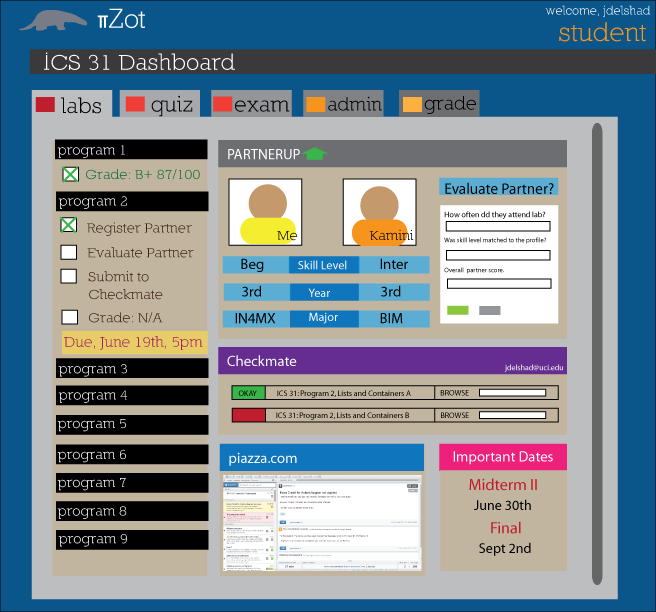 πZot
welcome, jdelshad
student
ICS 31 Dashboard
labs
quiz
exam
admin
grade
program 1
Grade: B+ 87/100
program 2
Register Partner
Evaluate Partner
Submit to
Checkmate
Grade: N/A
Due, June 19th, 5pm
program 3
program 4
program 5
program 6
program 7
program 8
program 9
PARTNERUP
Me
Kamini
Beg Skill Level Inter
3rd Year 3rd
IN4MX Major BIM
Evaluate Partner?
How often dd they attend lab?
Was skill level matched to the profile?
Overall partner score.
Checkmate
jdelshad@uci.edu
OKAY ICS 31: Program 2, Lists and Containers A BROWSE
ICS 31: Program 2, Lists and Containers B BROWSE
piazza.com
Important Dates
Midterm II
June 30th
Final
Sept 2nd